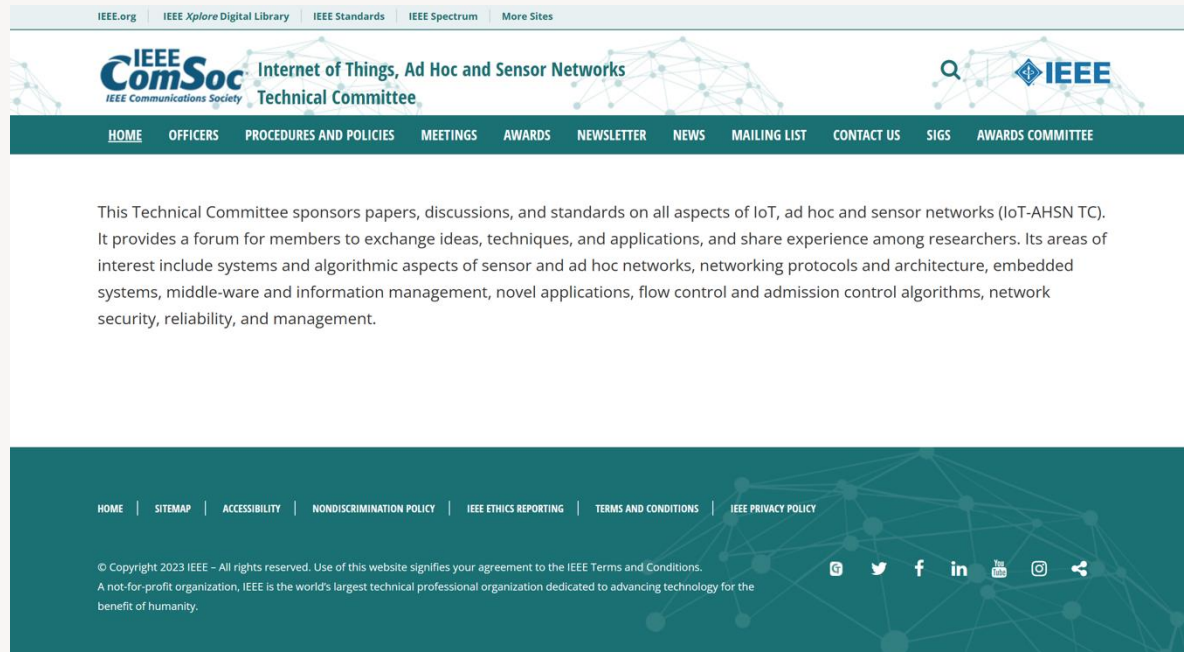 IEEE.org IEEE Xplore Digital Library IEEE Standards IEEE Spectrum More Sites
IEEE
ComSoc
IEEE Communications Society
Internet of Things, Ad Hoc and Sensor Networks
Technical Committee
IEEE
HOME OFFICERS PROCEDURES AND POLICIES MEETINGS AWARDS NEWSLETTER NEWS MAILING LIST CONTACT US SIGS AWARDS COMMITTEE
This Technical Committee sponsors papers, discussions, and standards on all aspects of IoT, ad hoc and sensor networks (IoT-AHSN TC).
It provides a forum for members to exchange ideas, techniques, and applications, and share experience among researchers. Its areas of
interest include systems and algorithmic aspects of sensor and ad hoc networks, networking protocols and architecture, embedded
systems, middle-ware and information management, novel applications, flow control and admission control algorithms, network
security, reliability, and management.
HOME | SITEMAP | ACCESSIBILITY | NONDISCRIMINATION POLICY | IEEE ETHICS REPORTING | TERMS AND CONDITIONS | IEEE PRIVACY POLICY
© Copyright 2023 IEEE – All rights reserved. Use of this website signifies your agreement to the IEEE Terms and Conditions.
A not-for-profit organization, IEEE is the world's largest technical professional organization dedicated to advancing technology for the
benefit of humanity.
You
Tube